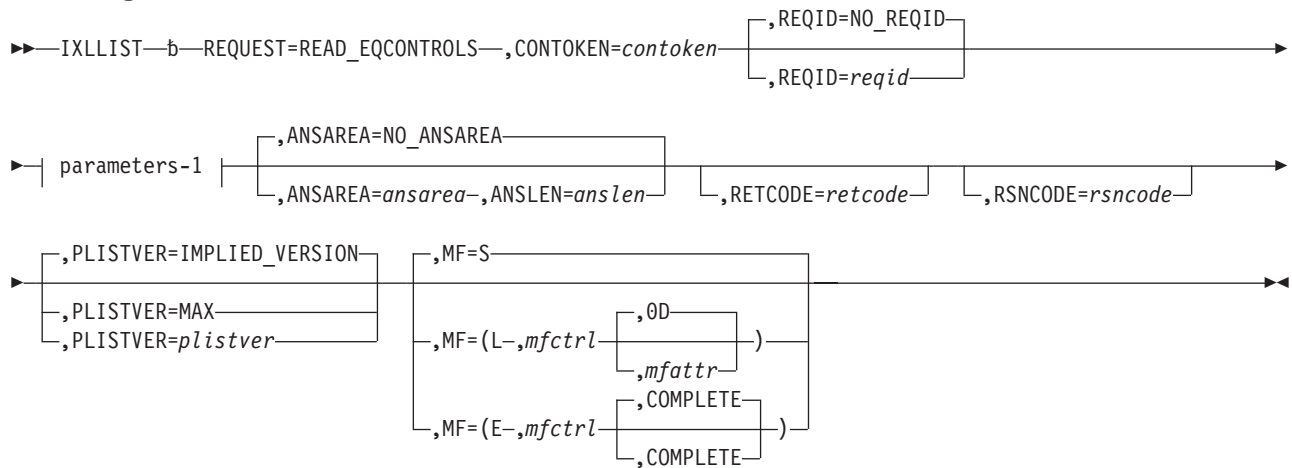 ,REQID=NO_REQID
IXLLIST ƀ REQUEST=READ_EQCONTROLS ,CONTOKEN=contoken
,REQID=reqid
,ANSAREA=NO_ANSAREA
parameters-1
,ANSAREA=ansarea ,ANSLEN=anslen ,RETCODE=retcode ,RSNCODE=rsncode
,PLISTVER=IMPLIED_VERSION ,MF=S
,PLISTVER=MAX ,0D
,PLISTVER=plistver ,MF=(L ,mfctrl )
,mfattr
,COMPLETE
,MF=(E ,mfctrl )
,COMPLETE